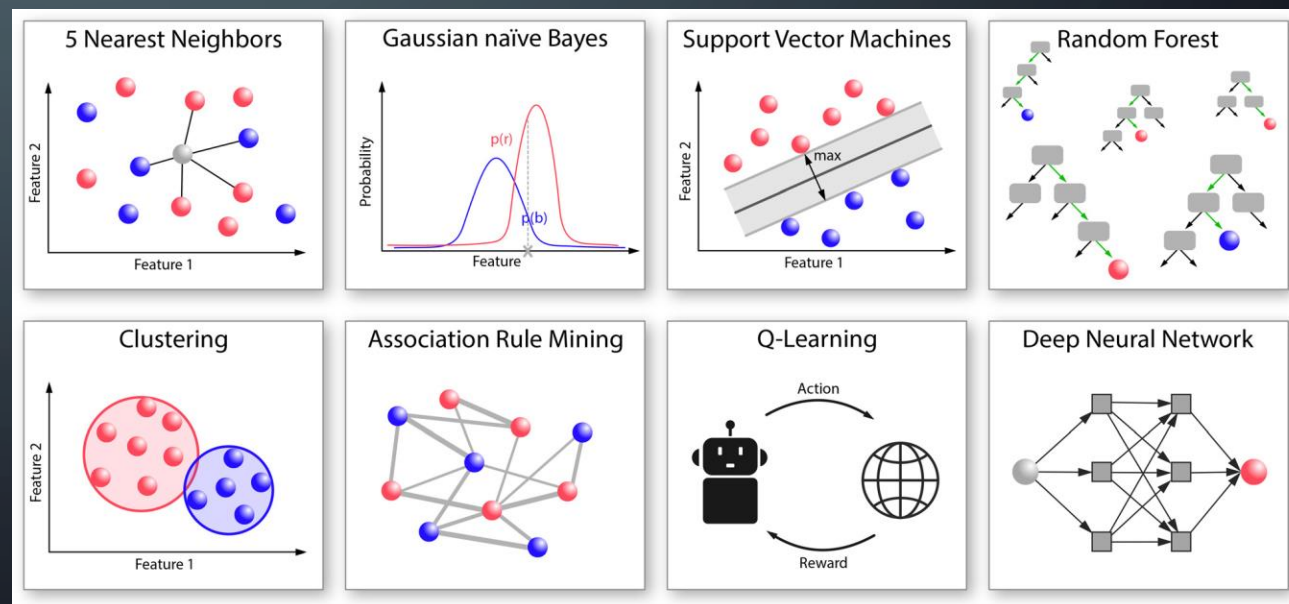 5 Nearest Neighbors
Feature 2
Feature 1
Gaussian naïve Bayes
Probability
p(r)
p(b)
Feature
Support Vector Machines
Feature 2
max
Feature 1
Random Forest
Clustering
Feature 2
Feature 1
Association Rule Mining
Q-Learning
Action
Reward
Deep Neural Network